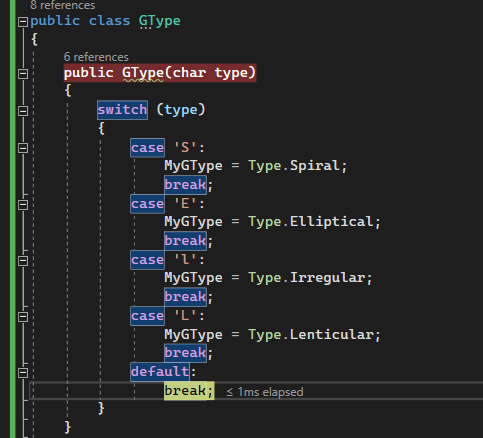 8 references
public class GType
{
6 references
public GType(char type)
{
switch (type)
{
case 'S':
MyGType = Type.Spiral;
break;
case 'E':
MyGType = Type.Elliptical;
break;
case 'l':
MyGType = Type.Irregular;
break;
case 'L':
MyGType = Type.Lenticular;
break;
default:
break; ≤ 1ms elapsed
}
}